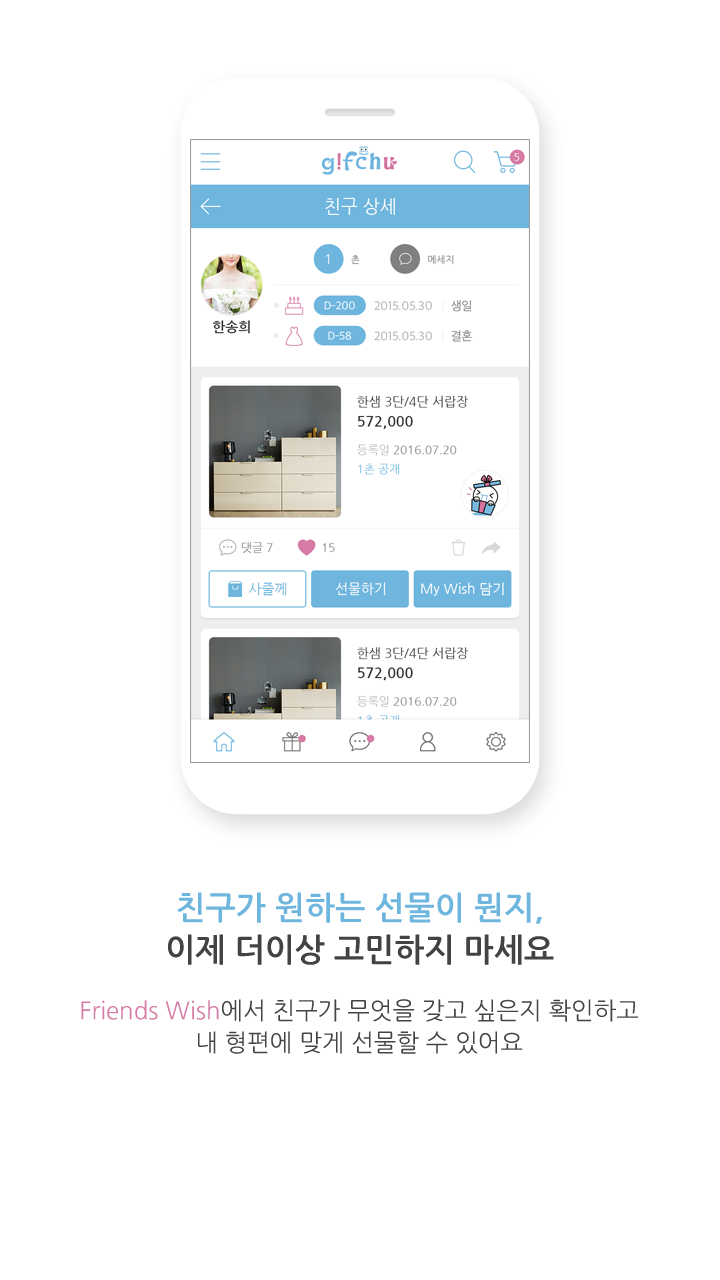 g!fchu
5
친구 상세
1 촌 메세지
D-200 2015.05.30 생일
한송희
D-58 2015.05.30 결혼
한샘 3단/4단 서랍장
572,000
등록일 2016.07.20
1촌 공개
댓글 7 15
사줄께 선물하기 My Wish 담기
한샘 3단/4단 서랍장
572,000
등록일 2016.07.20
1촌 공개
친구가 원하는 선물이 뭔지,
이제 더이상 고민하지 마세요
Friends Wish에서 친구가 무엇을 갖고 싶은지 확인하고
내 형편에 맞게 선물할 수 있어요